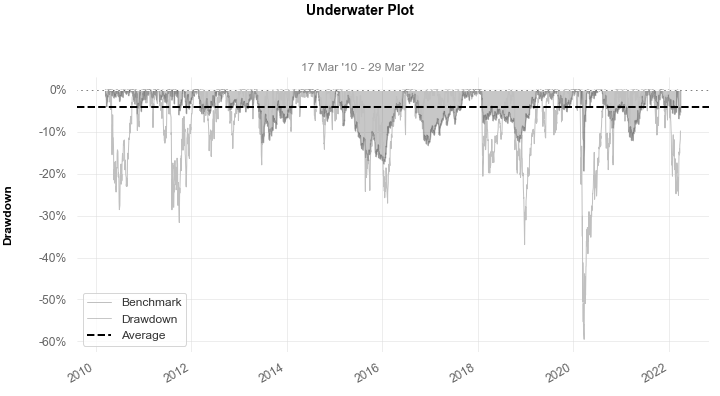 Underwater Plot
17 Mar '10 - 29 Mar '22
0%
-10%
-20%
-30%
-40%
-50%
-60%
Drawdown
Benchmark
Drawdown
Average
2010
2012
2014
2016
2018
2020
2022